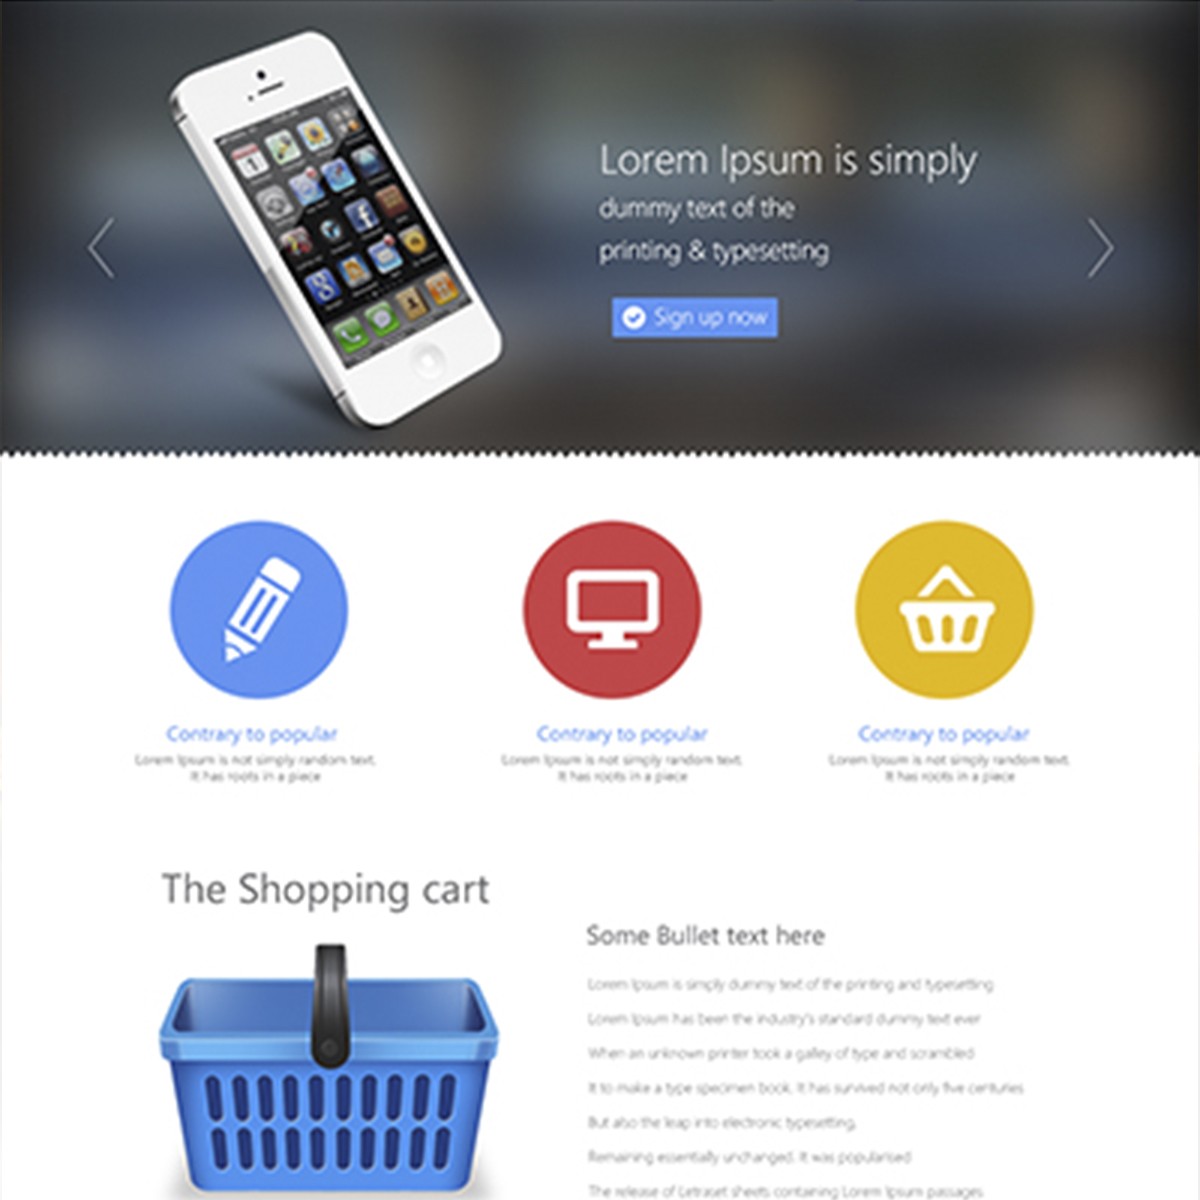 Lorem Ipsum is simply
dummy text of the
printing & typesetting
Sign up now
Contrary to popular
Lorem Ipsum is not simply random text.
It has roots in a piece
Contrary to popular
Lorem Ipsum is not simply random text.
It has roots in a piece
Contrary to popular
Lorem Ipsum is not simply random text.
It has roots in a piece
The Shopping cart
Some Bullet text here
Lorem Ipsum is simply dummy text of the printing and typesetting
Lorem Ipsum has been the industry's standard dummy text ever
When an unknown printer took a galley of type and scrambled
It to make a type specimen book. It has survived not only five centuries
But also the leap into electronic typesetting,
Remaining essentially unchanged. It was popularised
The release of Letraset sheets containing Lorem Ipsum passages